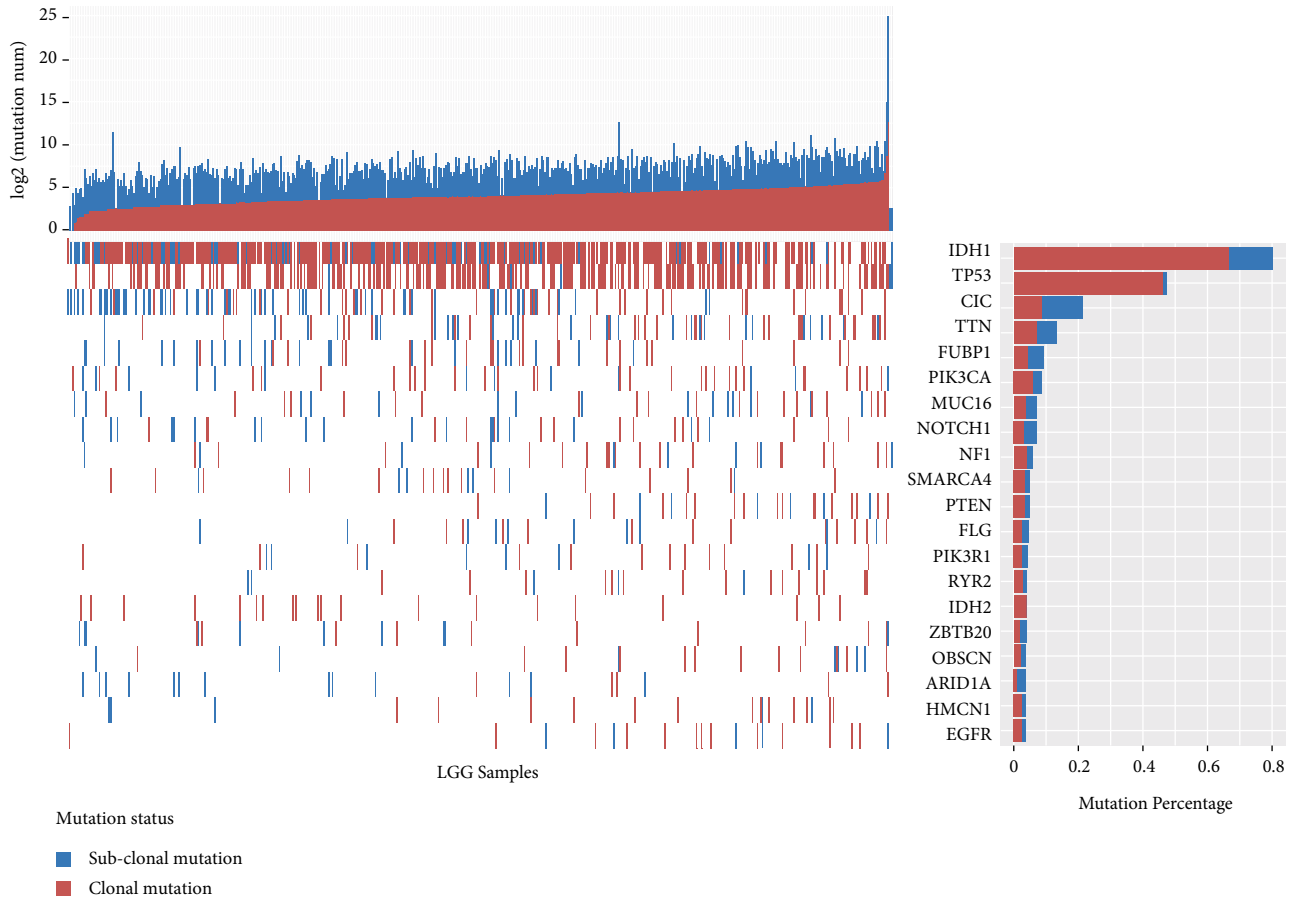 log2 (mutation num)
25
20
15
10
5
0
IDH1
TP53
CIC
TTN
FUBP1
PIK3CA
MUC16
NOTCH1
NF1
SMARCA4
PTEN
FLG
PIK3R1
RYR2
IDH2
ZBTB20
OBSCN
ARID1A
HMCN1
EGFR
0 0.2 0.4 0.6 0.8
LGG Samples
Mutation Percentage
Mutation status
Sub-clonal mutation
Clonal mutation